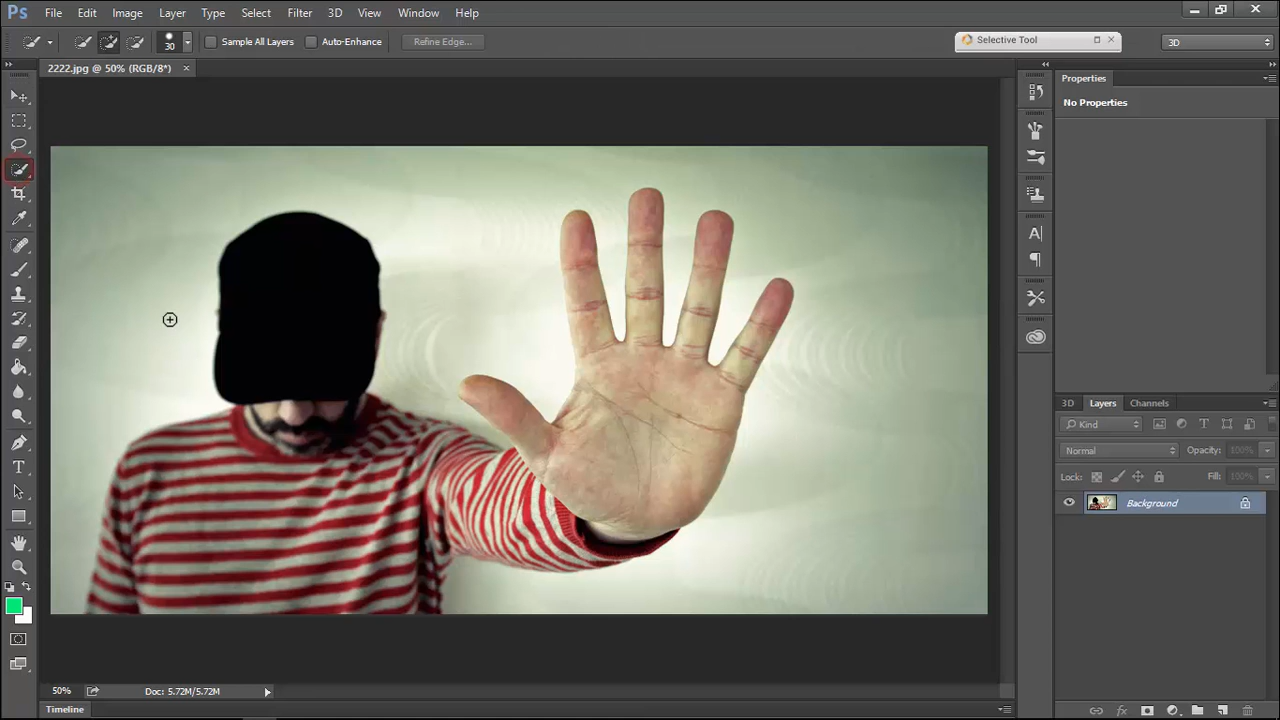 Ps File Edit Image Layer Type Select Filter 3D View Window Help
30 Sample All Layers Auto-Enhance Refine Edge... Selective Tool 3D
2222.jpg @ 50% (RGB/8*)
Properties
No Properties
3D Layers Channels
Kind
Normal Opacity: 100%
Lock: Fill: 100%
Background
50% Doc: 5.72M/5.72M
Timeline